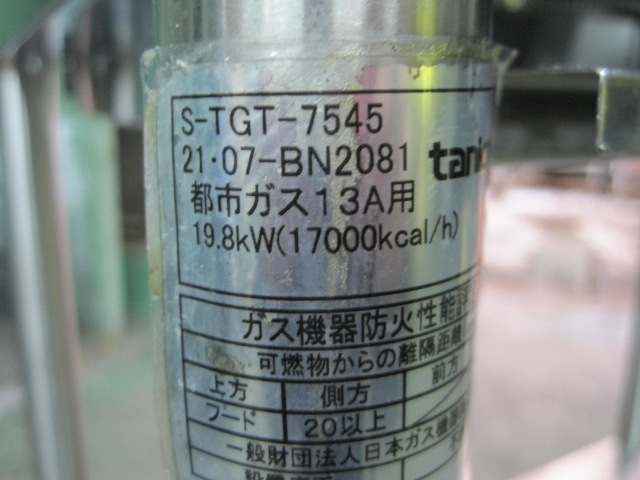 S-TGT-7545
21・07-BN2081
都市ガス13A用
19.8kW(17000kcal/h)
ガス機器防火性能
可燃物からの離隔距離
上方 側方 前方
フード 20以上
一般財団法人日本ガス機器